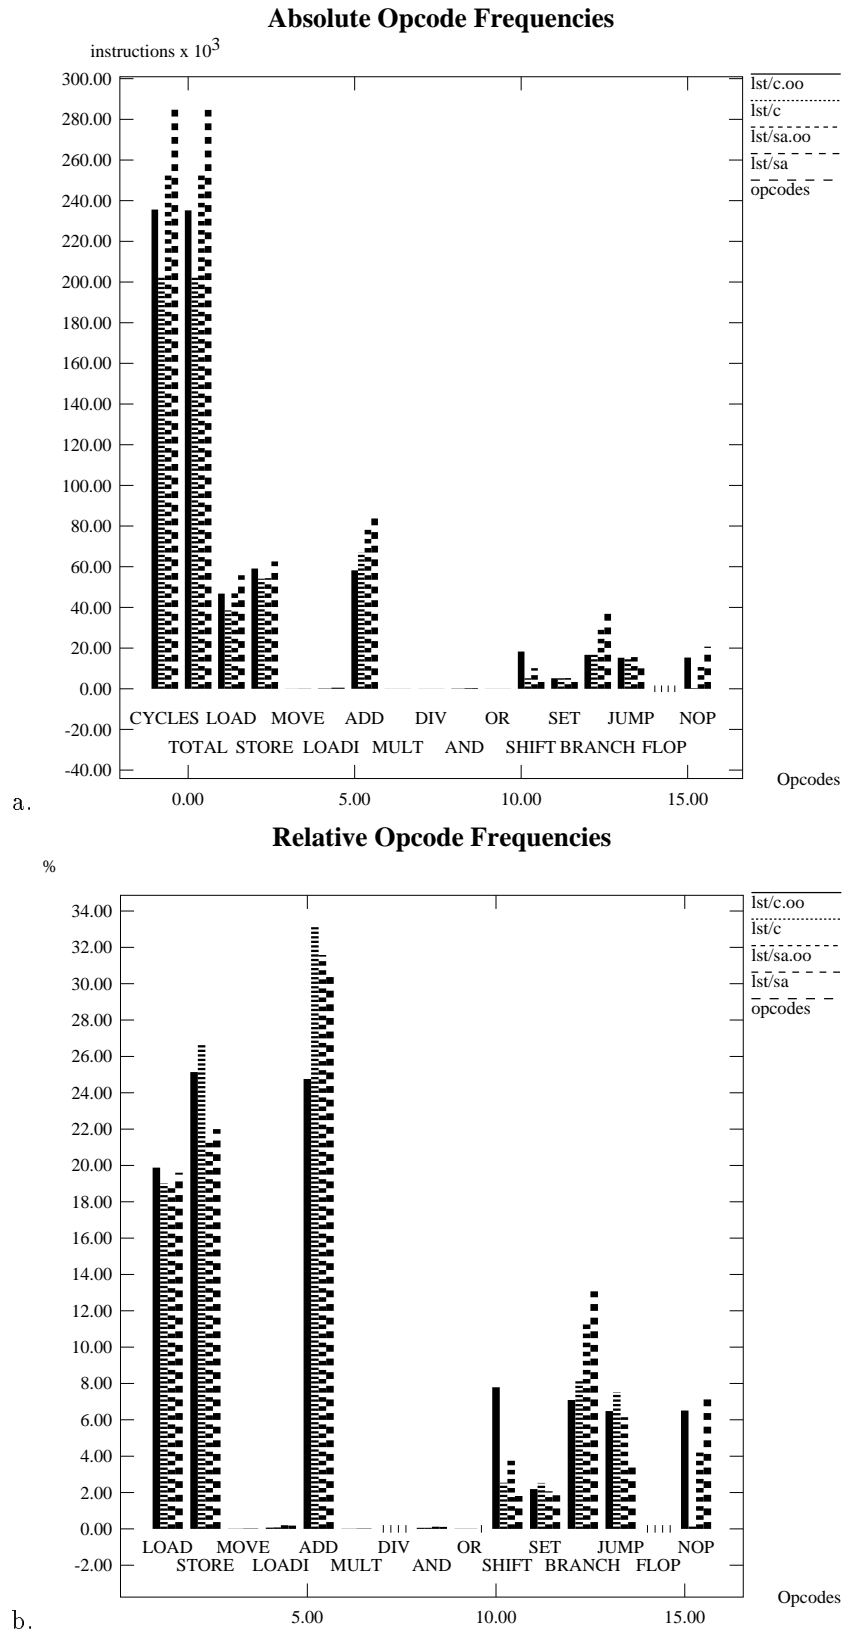 Absolute Opcode Frequencies
instructions x 10^3
300.00
280.00
260.00
240.00
220.00
200.00
180.00
160.00
140.00
120.00
100.00
80.00
60.00
40.00
20.00
0.00
-20.00
-40.00
lst/c.oo
lst/c
lst/sa.oo
lst/sa
opcodes
CYCLES LOAD MOVE ADD DIV OR SET JUMP NOP
TOTAL STORE LOADI MULT AND SHIFT BRANCH FLOP
Opcodes
0.00 5.00 10.00 15.00
a.
Relative Opcode Frequencies
%
34.00
32.00
30.00
28.00
26.00
24.00
22.00
20.00
18.00
16.00
14.00
12.00
10.00
8.00
6.00
4.00
2.00
0.00
-2.00
lst/c.oo
lst/c
lst/sa.oo
lst/sa
opcodes
LOAD MOVE ADD DIV OR SET JUMP NOP
STORE LOADI MULT AND SHIFT BRANCH FLOP
Opcodes
5.00 10.00 15.00
b.